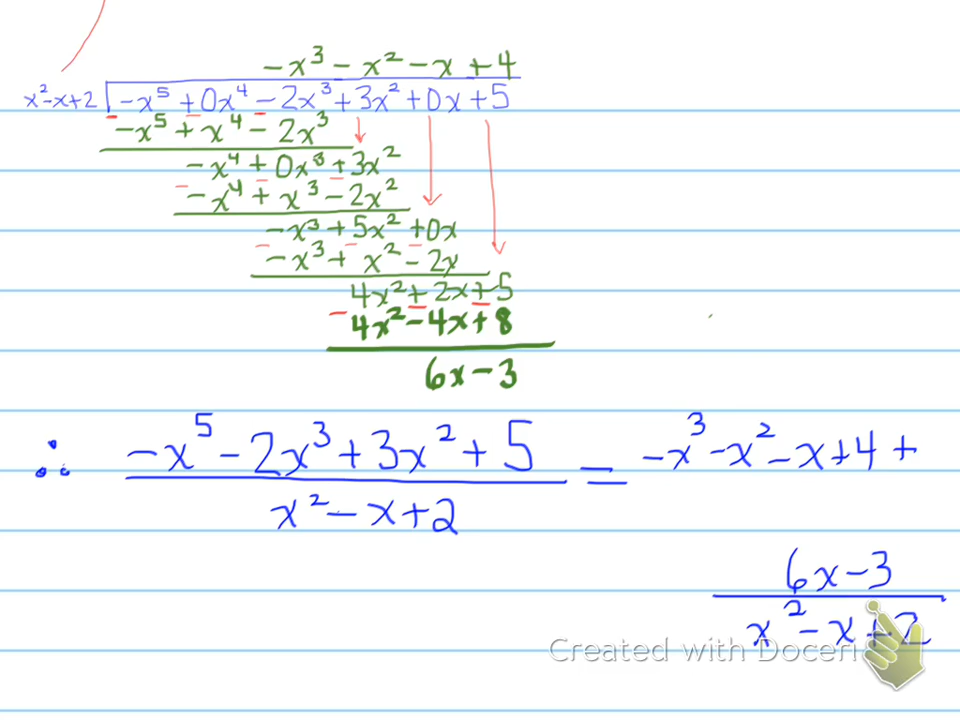 -x³ - x² - x + 4
x²-x+2 | -x⁵ + 0x⁴ - 2x³ + 3x² + 0x + 5
-x⁵ + x⁴ - 2x³
-x⁴ + 0x³ + 3x²
- -x⁴ + x³ - 2x²
-x³ + 5x² + 0x
- -x³ + x² - 2x
4x² + 2x + 5
- 4x² - 4x + 8
6x - 3
∴ (-x⁵ - 2x³ + 3x² + 5)/(x² - x + 2) = -x³ - x² - x + 4 +
(6x - 3)/(x² - x + 2)
Created with Doceri